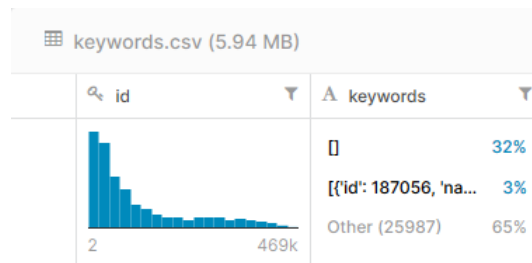 keywords.csv (5.94 MB)
id
A keywords
[] 32%
[{'id': 187056, 'na... 3%
Other (25987) 65%
2 469k